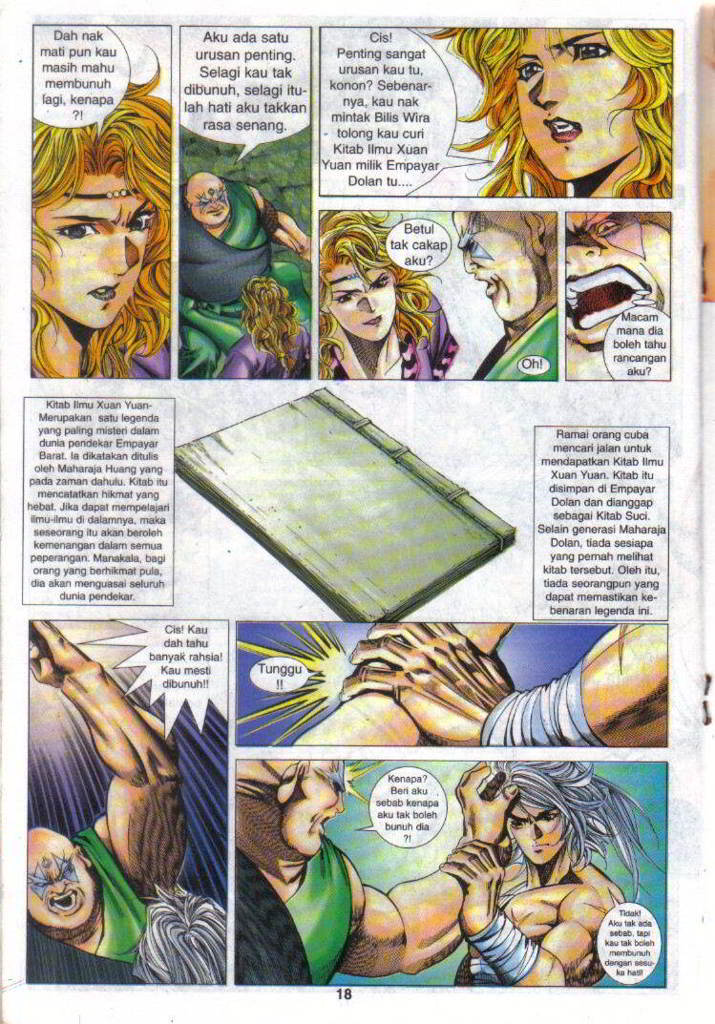 Dah nak
mati pun kau
masih mahu
membunuh
lagi, kenapa
?!
Aku ada satu
urusan penting.
Selagi kau tak
dibunuh, selagi itu-
lah hati aku takkan
rasa senang.
Cis!
Penting sangat
urusan kau tu,
konon? Sebenar-
nya, kau nak
mintak Bilis Wira
tolong kau curi
Kitab Ilmu Xuan
Yuan milik Empayar
Dolan tu....
Betul
tak cakap
aku?
Oh!
Macam
mana dia
boleh tahu
rancangan
aku?
Kitab Ilmu Xuan Yuan-
Merupakan satu legenda
yang paling misteri dalam
dunia pendekar Empayar
Barat. Ia dikatakan ditulis
oleh Maharaja Huang yang
pada zaman dahulu. Kitab itu
mencatatkan hikmat yang
hebat. Jika dapat mempelajari
ilmu-ilmu di dalamnya, maka
seseorang itu akan beroleh
kemenangan dalam semua
peperangan. Manakala, bagi
orang yang berhikmat pula,
dia akan menguasai seluruh
dunia pendekar.
Ramai orang cuba
mencari jalan untuk
mendapatkan Kitab Ilmu
Xuan Yuan. Kitab itu
disimpan di Empayar
Dolan dan dianggap
sebagai Kitab Suci.
Selain generasi Maharaja
Dolan, tiada sesiapa
yang pernah melihat
kitab tersebut. Oleh itu,
tiada seorangpun yang
dapat memastikan ke-
benaran legenda ini.
Cis! Kau
dah tahu
banyak rahsia!
Kau mesti
dibunuh!!
Tunggu
!!
Kenapa?
Beri aku
sebab kenapa
aku tak boleh
bunuh dia
?!
Tidak!
Aku tak ada
sebab, tapi
kau tak boleh
membunuh
dengan sesu-
ka hati!
18